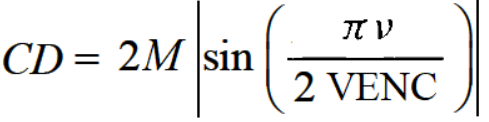 CD = 2M |sin (πν / 2 VENC)|